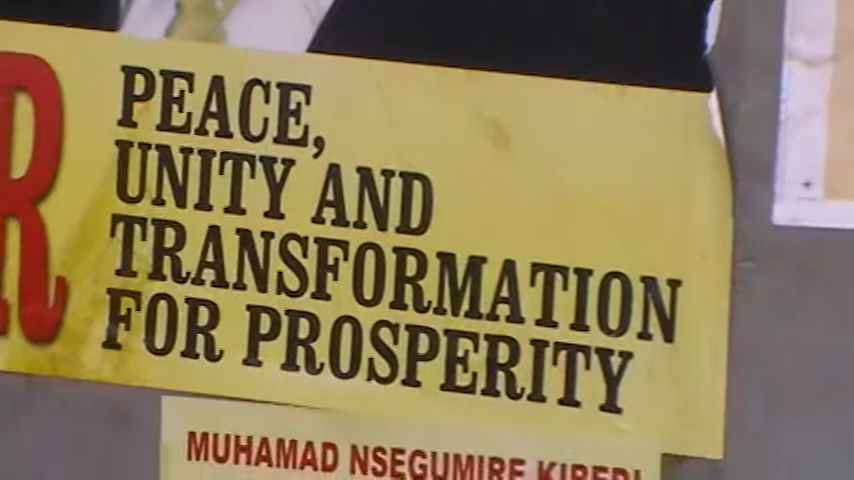 R
PEACE,
UNITY AND
TRANSFORMATION
FOR PROSPERITY
MUHAMAD NSEGUMIRE